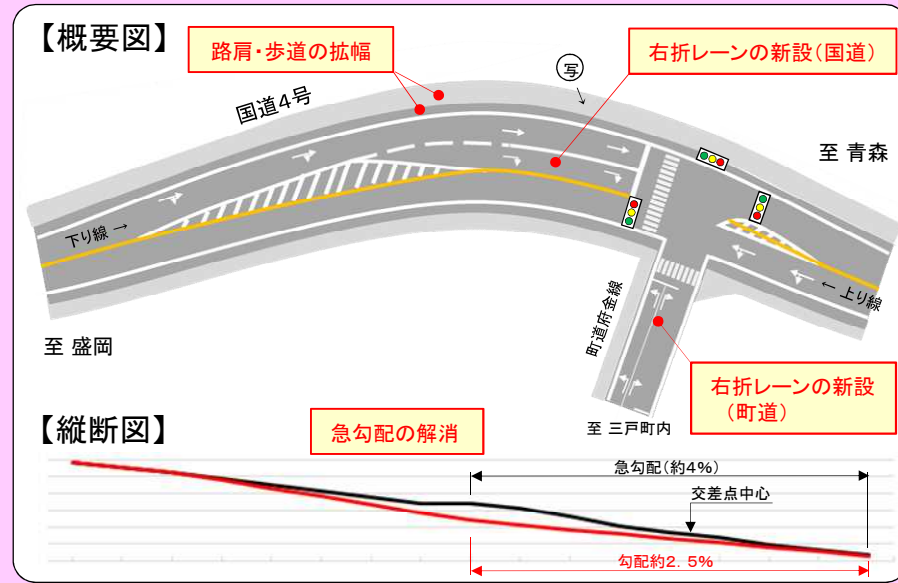 【概要図】
路肩・歩道の拡幅
右折レーンの新設(国道)
写
国道4号
至 青森
下り線 →
← 上り線
町道府金線
至 盛岡
右折レーンの新設
(町道)
至 三戸町内
【縦断図】
急勾配の解消
急勾配(約4%)
交差点中心
勾配約2.5%